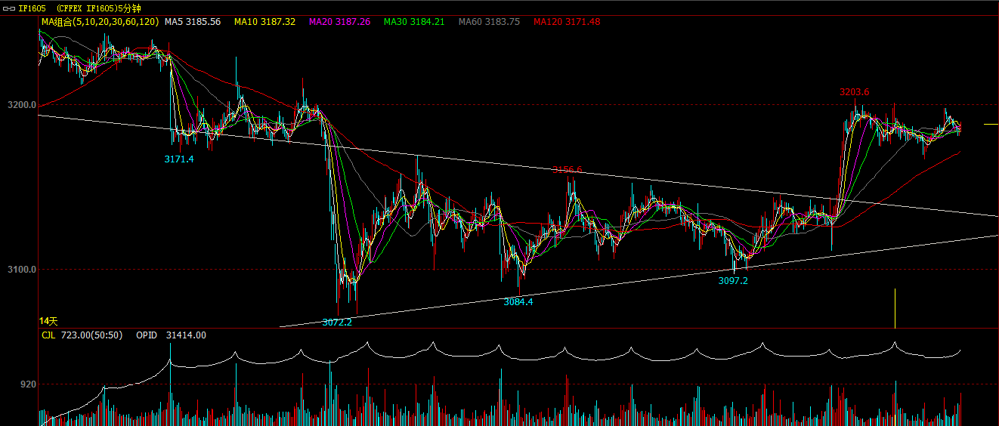 IF1605 (CFFEX IF1605)5分钟
MA组合(5,10,20,30,60,120) MA5 3185.56 MA10 3187.32 MA20 3187.26 MA30 3184.21 MA60 3183.75 MA120 3171.48
3203.6
3200.0
3171.4
3156.6
3100.0
3097.2
3084.4
3072.2
14天
CJL 723.00(50:50) OPID 31414.00
920